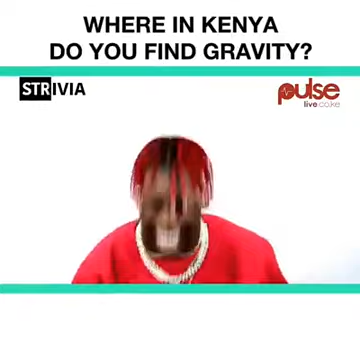 WHERE IN KENYA
DO YOU FIND GRAVITY?
STRIVIA
pulse
live.co.ke